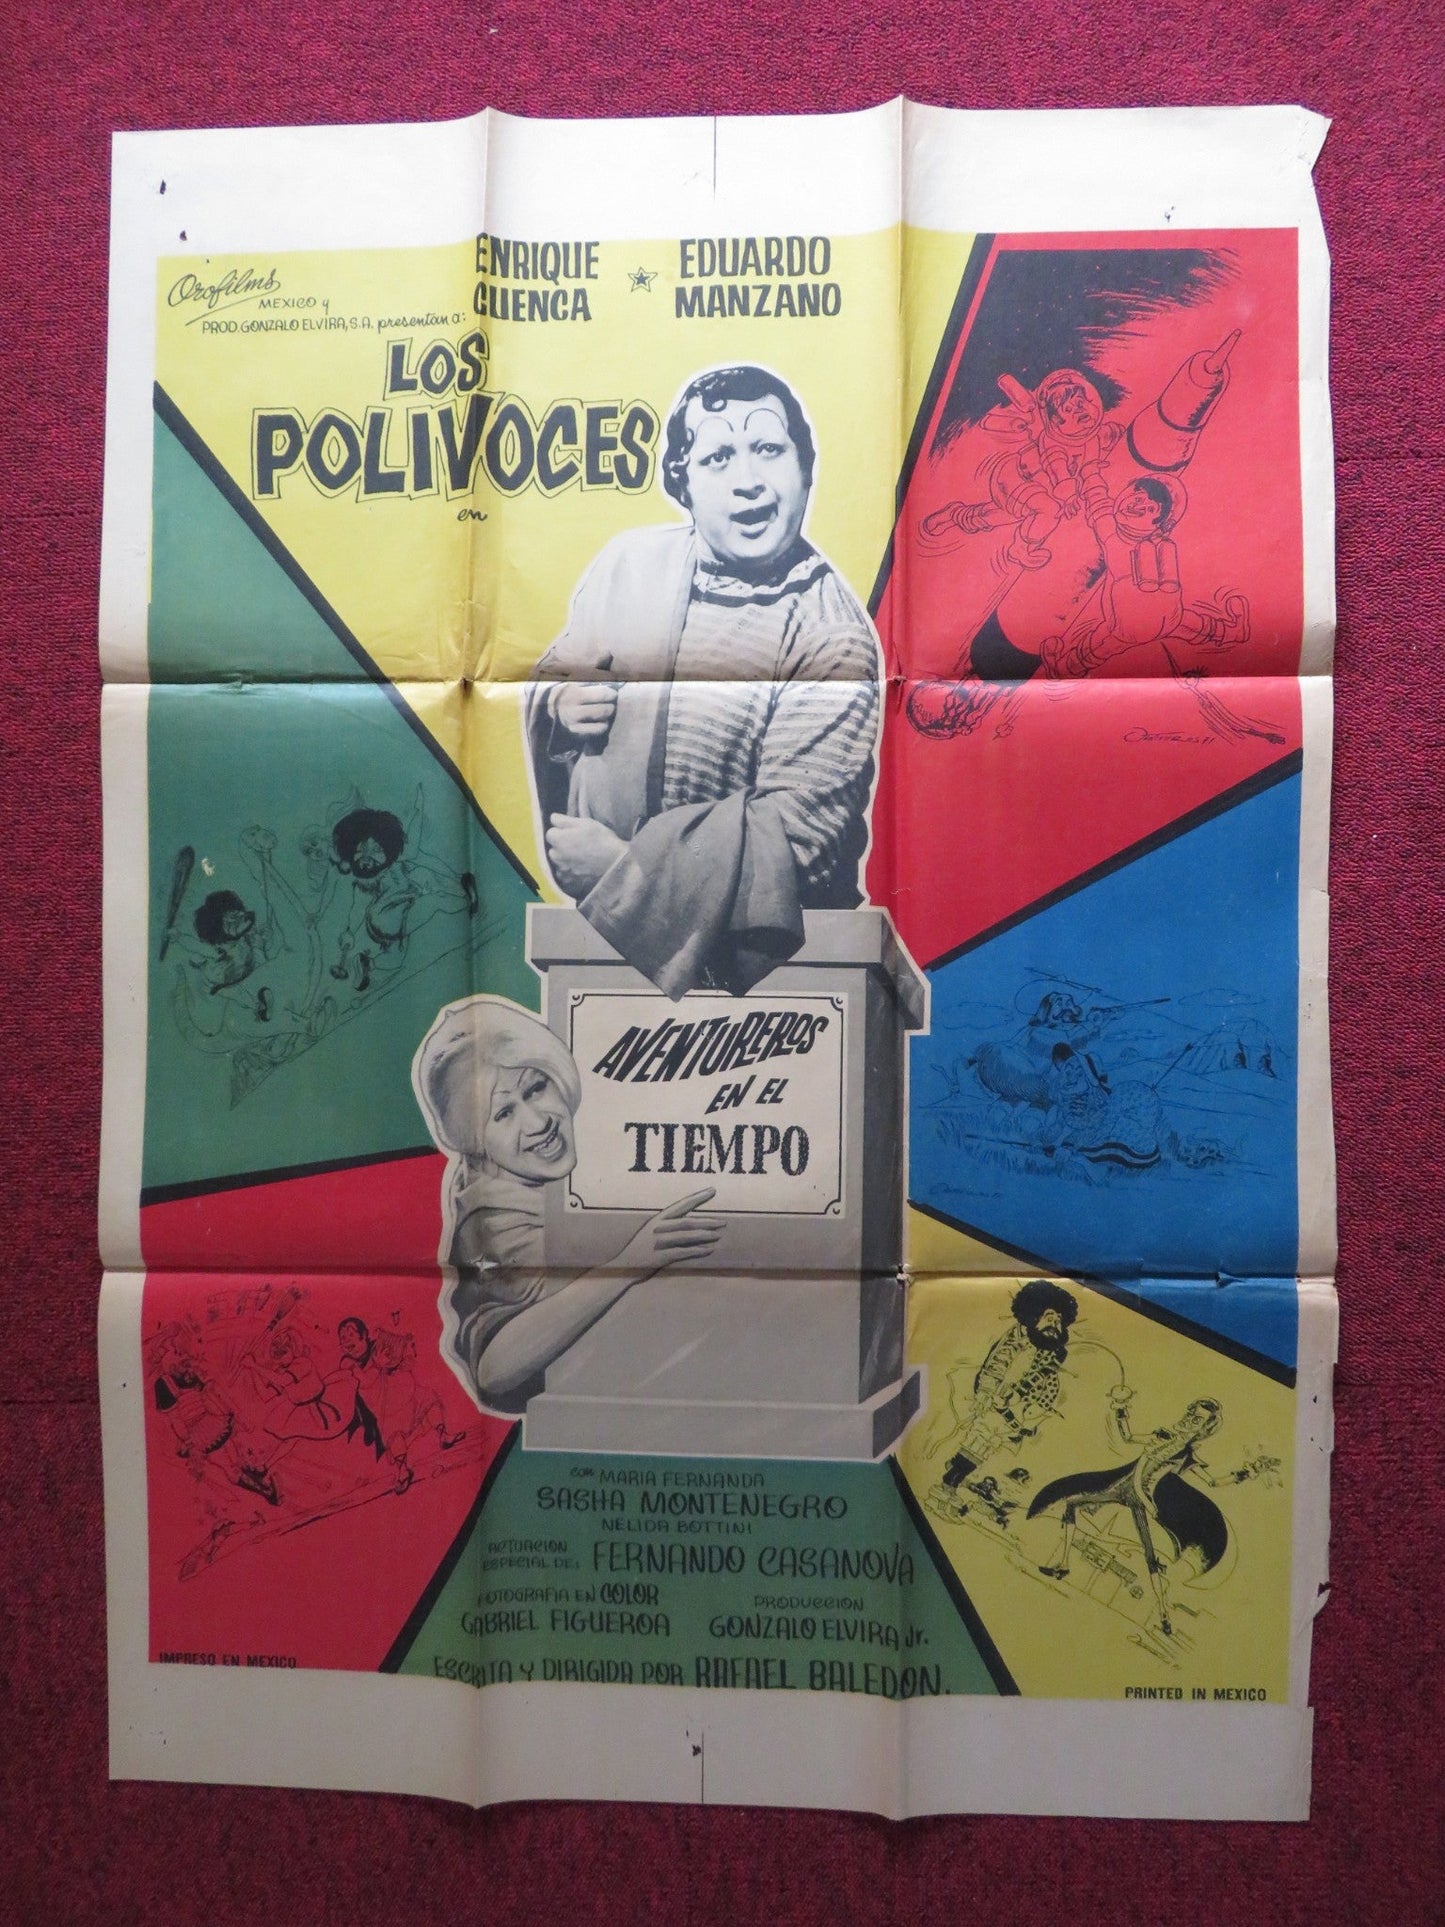 Orofilms
MEXICO y
PROD. GONZALO ELVIRA, S.A. presentan a:
ENRIQUE
CUENCA
EDUARDO
MANZANO
LOS
POLIVOCES
en
AVENTUREROS
EN EL
TIEMPO
con MARIA FERNANDA
SASHA MONTENEGRO
NELIDA BOTTINI
ACTUACION
ESPECIAL DE: FERNANDO CASANOVA
FOTOGRAFIA EN COLOR
GABRIEL FIGUEROA
PRODUCCION
GONZALO ELVIRA Jr.
ESCRITA Y DIRIGIDA POR RAFAEL BALEDON.
IMPRESO EN MEXICO
PRINTED IN MEXICO